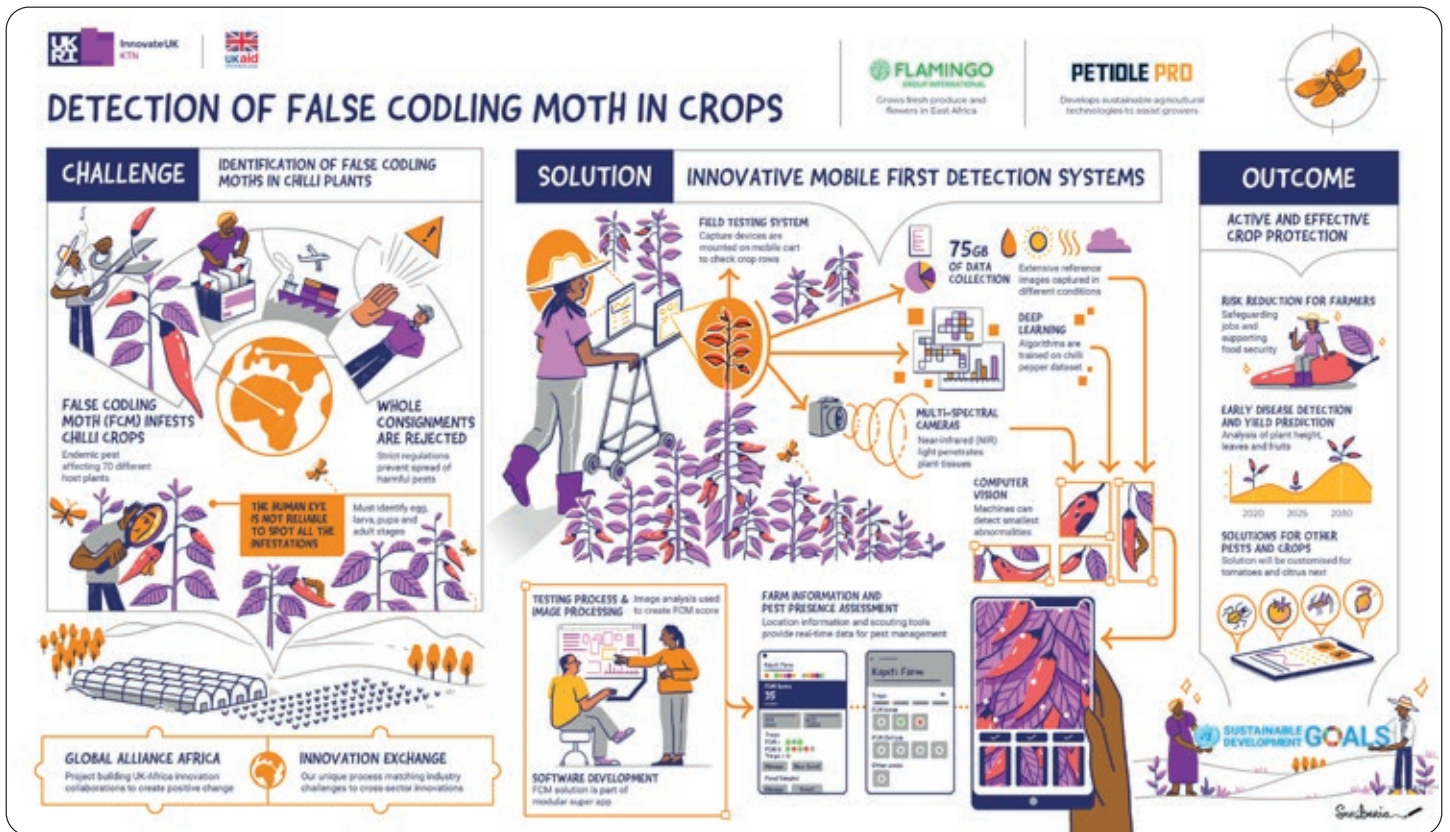 UK
RI
InnovateUK
KTN
UKaid
FLAMINGO
GROUP INTERNATIONAL
Grows fresh produce and
flowers in East Africa
PETIOLE PRO
Develops sustainable agricultural
technologies to assist growers
DETECTION OF FALSE CODLING MOTH IN CROPS
CHALLENGE
IDENTIFICATION OF FALSE CODLING
MOTHS IN CHILLI PLANTS
FALSE CODLING
MOTH (FCM) INFESTS
CHILLI CROPS
Endemic pest
affecting 70 different
host plants
WHOLE
CONSIGNMENTS
ARE REJECTED
Strict regulations
prevent spread of
harmful pests
THE HUMAN EYE
IS NOT RELIABLE
TO SPOT ALL THE
INFESTATIONS
Must identify egg,
larva, pupa and
adult stages
GLOBAL ALLIANCE AFRICA
Project building UK-Africa innovation
collaborations to create positive change
INNOVATION EXCHANGE
Our unique process matching industry
challenges to cross-sector innovations
SOLUTION
INNOVATIVE MOBILE FIRST DETECTION SYSTEMS
FIELD TESTING SYSTEM
Capture devices are
mounted on mobile cart
to check crop rows
75GB
OF DATA
COLLECTION
Extensive reference
images captured in
different conditions
DEEP
LEARNING
Algorithms are
trained on chilli
pepper dataset
MULTI-SPECTRAL
CAMERAS
Near-infrared (NIR)
light penetrates
plant tissues
COMPUTER
VISION
Machines can
detect smallest
abnormalities
TESTING PROCESS &
IMAGE PROCESSING
Image analysis used
to create FCM score
SOFTWARE DEVELOPMENT
FCM solution is part of
modular super app
FARM INFORMATION AND
PEST PRESENCE ASSESSMENT
Location information and scouting tools
provide real-time data for pest management
Kapiti Farm
35
Traps
Kapiti Farm
Traps
Other areas
OUTCOME
ACTIVE AND EFFECTIVE
CROP PROTECTION
RISK REDUCTION FOR FARMERS
Safeguarding
jobs and
supporting
food security
EARLY DISEASE DETECTION
AND YIELD PREDICTION
Analysis of plant height,
leaves and fruits
2020 2025 2030
SOLUTIONS FOR OTHER
PESTS AND CROPS
Solution will be customised for
tomatoes and citrus next
SUSTAINABLE
DEVELOPMENT
GOALS